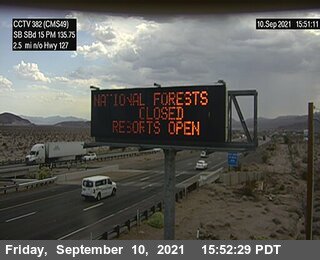 CCTV 382 (CMS49)
SB SBd 15 PM 135.75
2.5 mi n/o Hwy 127
10.Sep.2021 15:51:11
NATIONAL FORESTS
CLOSED
RESORTS OPEN
Friday, September 10, 2021 15:52:29 PDT